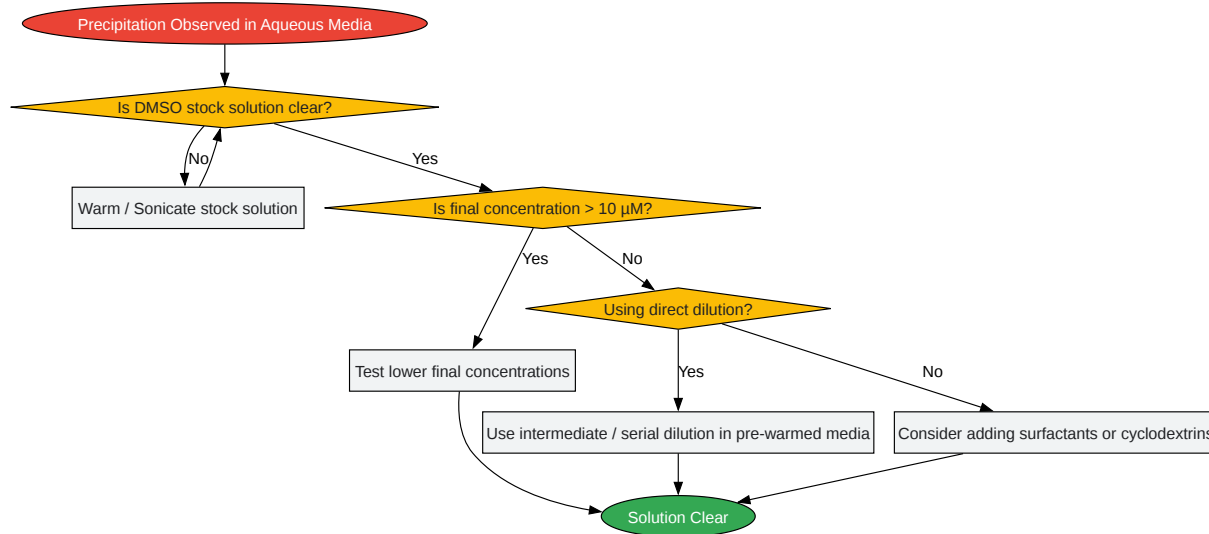 Precipitation Observed in Aqueous Media
Is DMSO stock solution clear?
No
Yes
Warm / Sonicate stock solution
Is final concentration > 10 µM?
Yes
No
Using direct dilution?
Test lower final concentrations
Yes
No
Use intermediate / serial dilution in pre-warmed media
Consider adding surfactants or cyclodextrins
Solution Clear